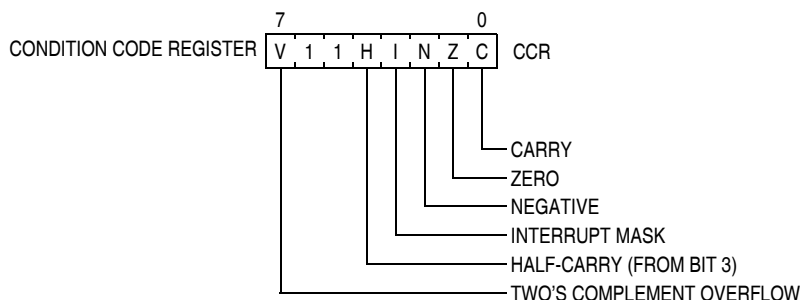 7 0
CONDITION CODE REGISTER V 1 1 H I N Z C CCR
CARRY
ZERO
NEGATIVE
INTERRUPT MASK
HALF-CARRY (FROM BIT 3)
TWO'S COMPLEMENT OVERFLOW